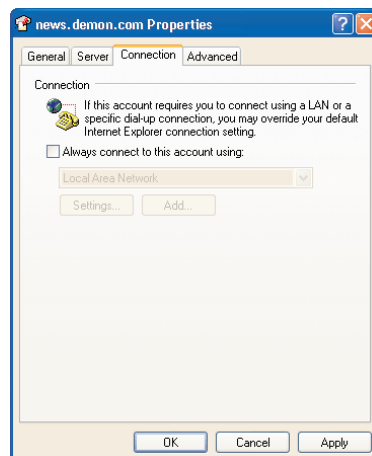 news.demon.com Properties
General Server Connection Advanced
Connection
If this account requires you to connect using a LAN or a
specific dial-up connection, you may override your default
Internet Explorer connection setting.
Always connect to this account using:
Local Area Network
Settings... Add...
OK Cancel Apply